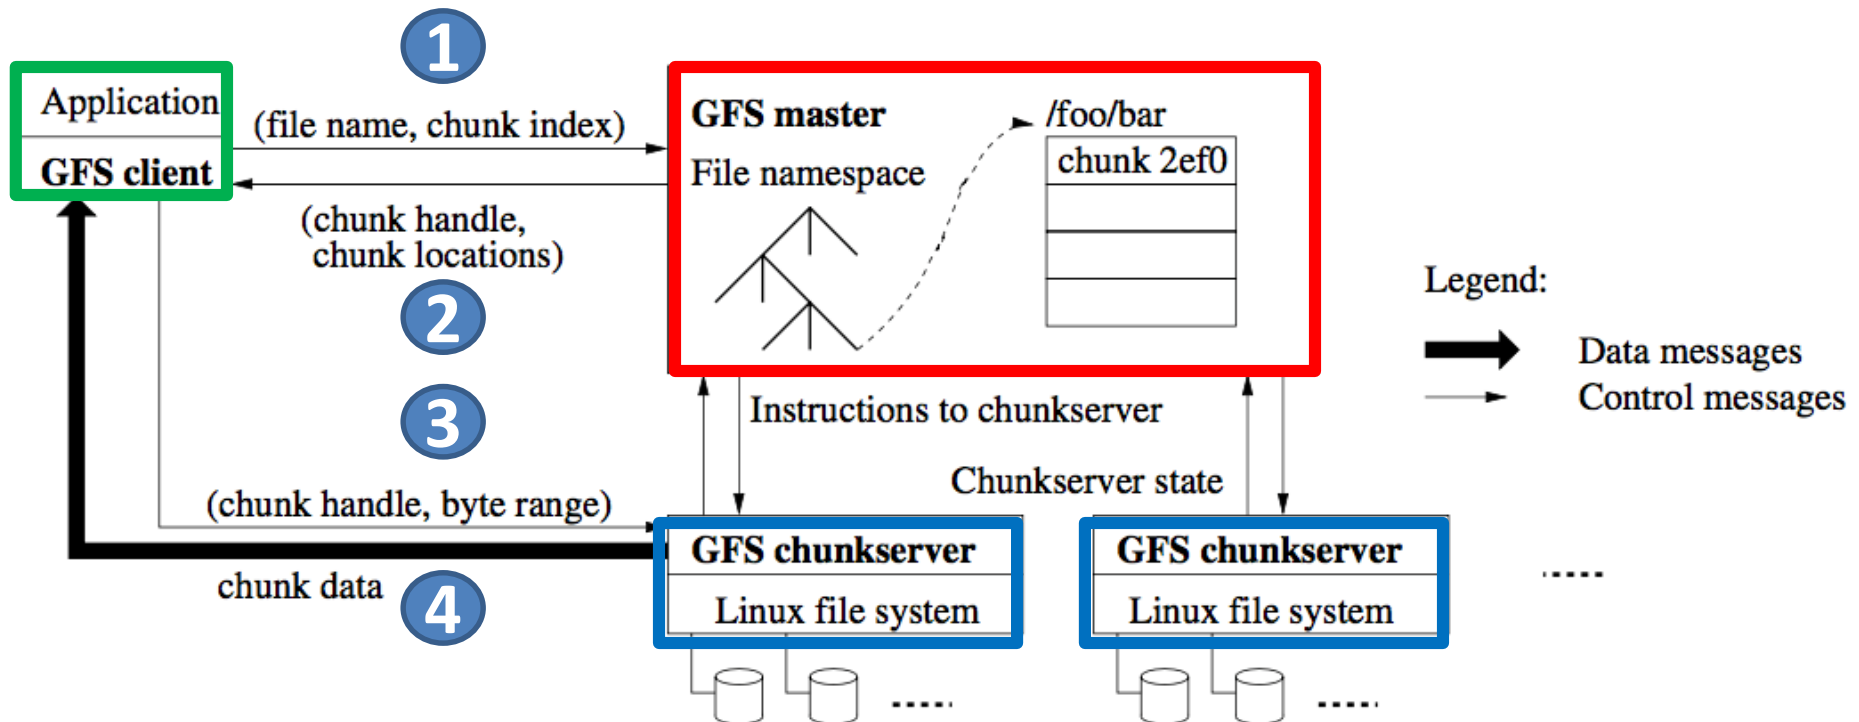 1
Application
(file name, chunk index)
GFS client
(chunk handle,
chunk locations)
2
GFS master
File namespace
/foo/bar
chunk 2ef0
Legend:
Data messages
Control messages
3
Instructions to chunkserver
Chunkserver state
(chunk handle, byte range)
chunk data
4
GFS chunkserver
Linux file system
GFS chunkserver
Linux file system